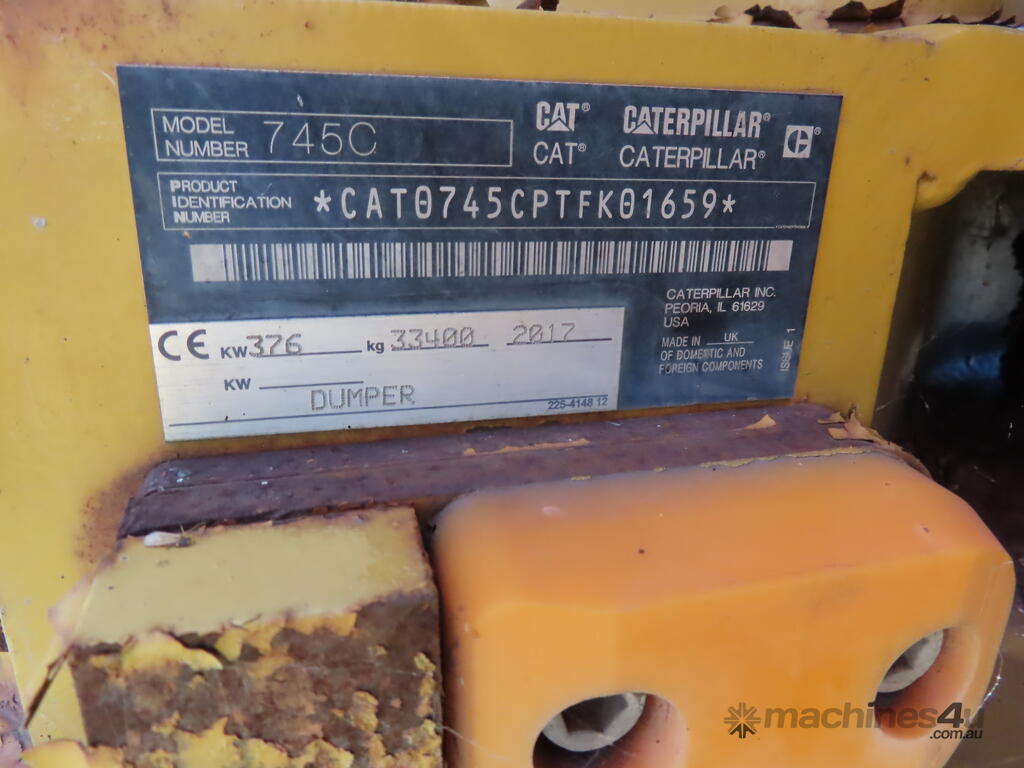 MODEL NUMBER 745C
CAT® CATERPILLAR®
CAT® CATERPILLAR®
PRODUCT IDENTIFICATION NUMBER *CAT0745CPTFK01659*
CATERPILLAR INC.
PEORIA, IL 61629
USA
MADE IN UK
OF DOMESTIC AND
FOREIGN COMPONENTS
ISSUE 1
CE KW 376 kg 33400 2017
KW
DUMPER
225-4148 12
machines4u
.com.au